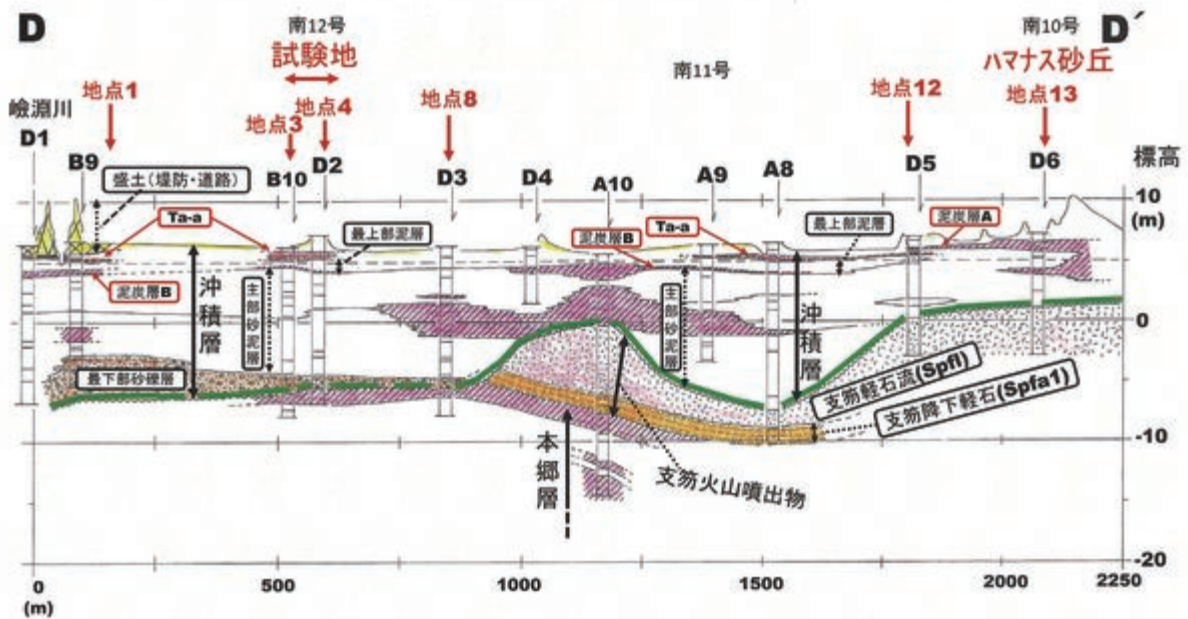 D
南12号
試験地
南11号
南10号
D´
ハマナス砂丘
嶮淵川
地点1
地点3
地点4
地点8
地点12
地点13
D1
B9
B10
D2
D3
D4
A10
A9
A8
D5
D6
標高
10
(m)
盛土(堤防・道路)
Ta-a
最上部泥層
泥炭層B
Ta-a
最上部泥層
泥炭層A
泥炭層B
沖積層
主部砂泥層
主部砂泥層
沖積層
0
最下部砂礫層
支笏軽石流(Spfl)
支笏降下軽石(Spfa1)
-10
本郷層
支笏火山噴出物
-20
0
(m)
500
1000
1500
2000
2250